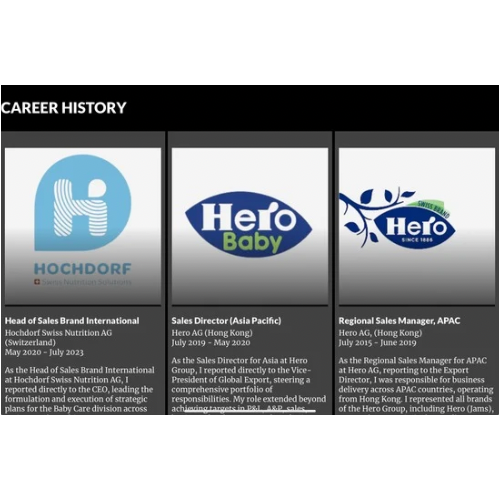 CAREER HISTORY
HOCHDORF
Swiss Nutrition Solutions
Head of Sales Brand International
Hochdorf Swiss Nutrition AG
(Switzerland)
May 2020 - July 2023
As the Head of Sales Brand International
at Hochdorf Swiss Nutrition AG, I
reported directly to the CEO, leading the
formulation and execution of strategic
plans for the Baby Care division across
Hero
Baby
Sales Director (Asia Pacific)
Hero AG (Hong Kong)
July 2019 - May 2020
As the Sales Director for Asia at Hero
Group, I reported directly to the Vice-
President of Global Export, steering a
comprehensive portfolio of
responsibilities. My role extended beyond
achieving targets in P&L, A&P, sales
SWISS BRAND
Hero
SINCE 1886
Regional Sales Manager, APAC
Hero AG, (Hong Kong)
July 2015 - June 2019
As the Regional Sales Manager for APAC
at Hero AG, reporting to the Export
Director, I was responsible for business
delivery across APAC countries, operating
from Hong Kong. I represented all brands
of the Hero Group, including Hero (Jams),